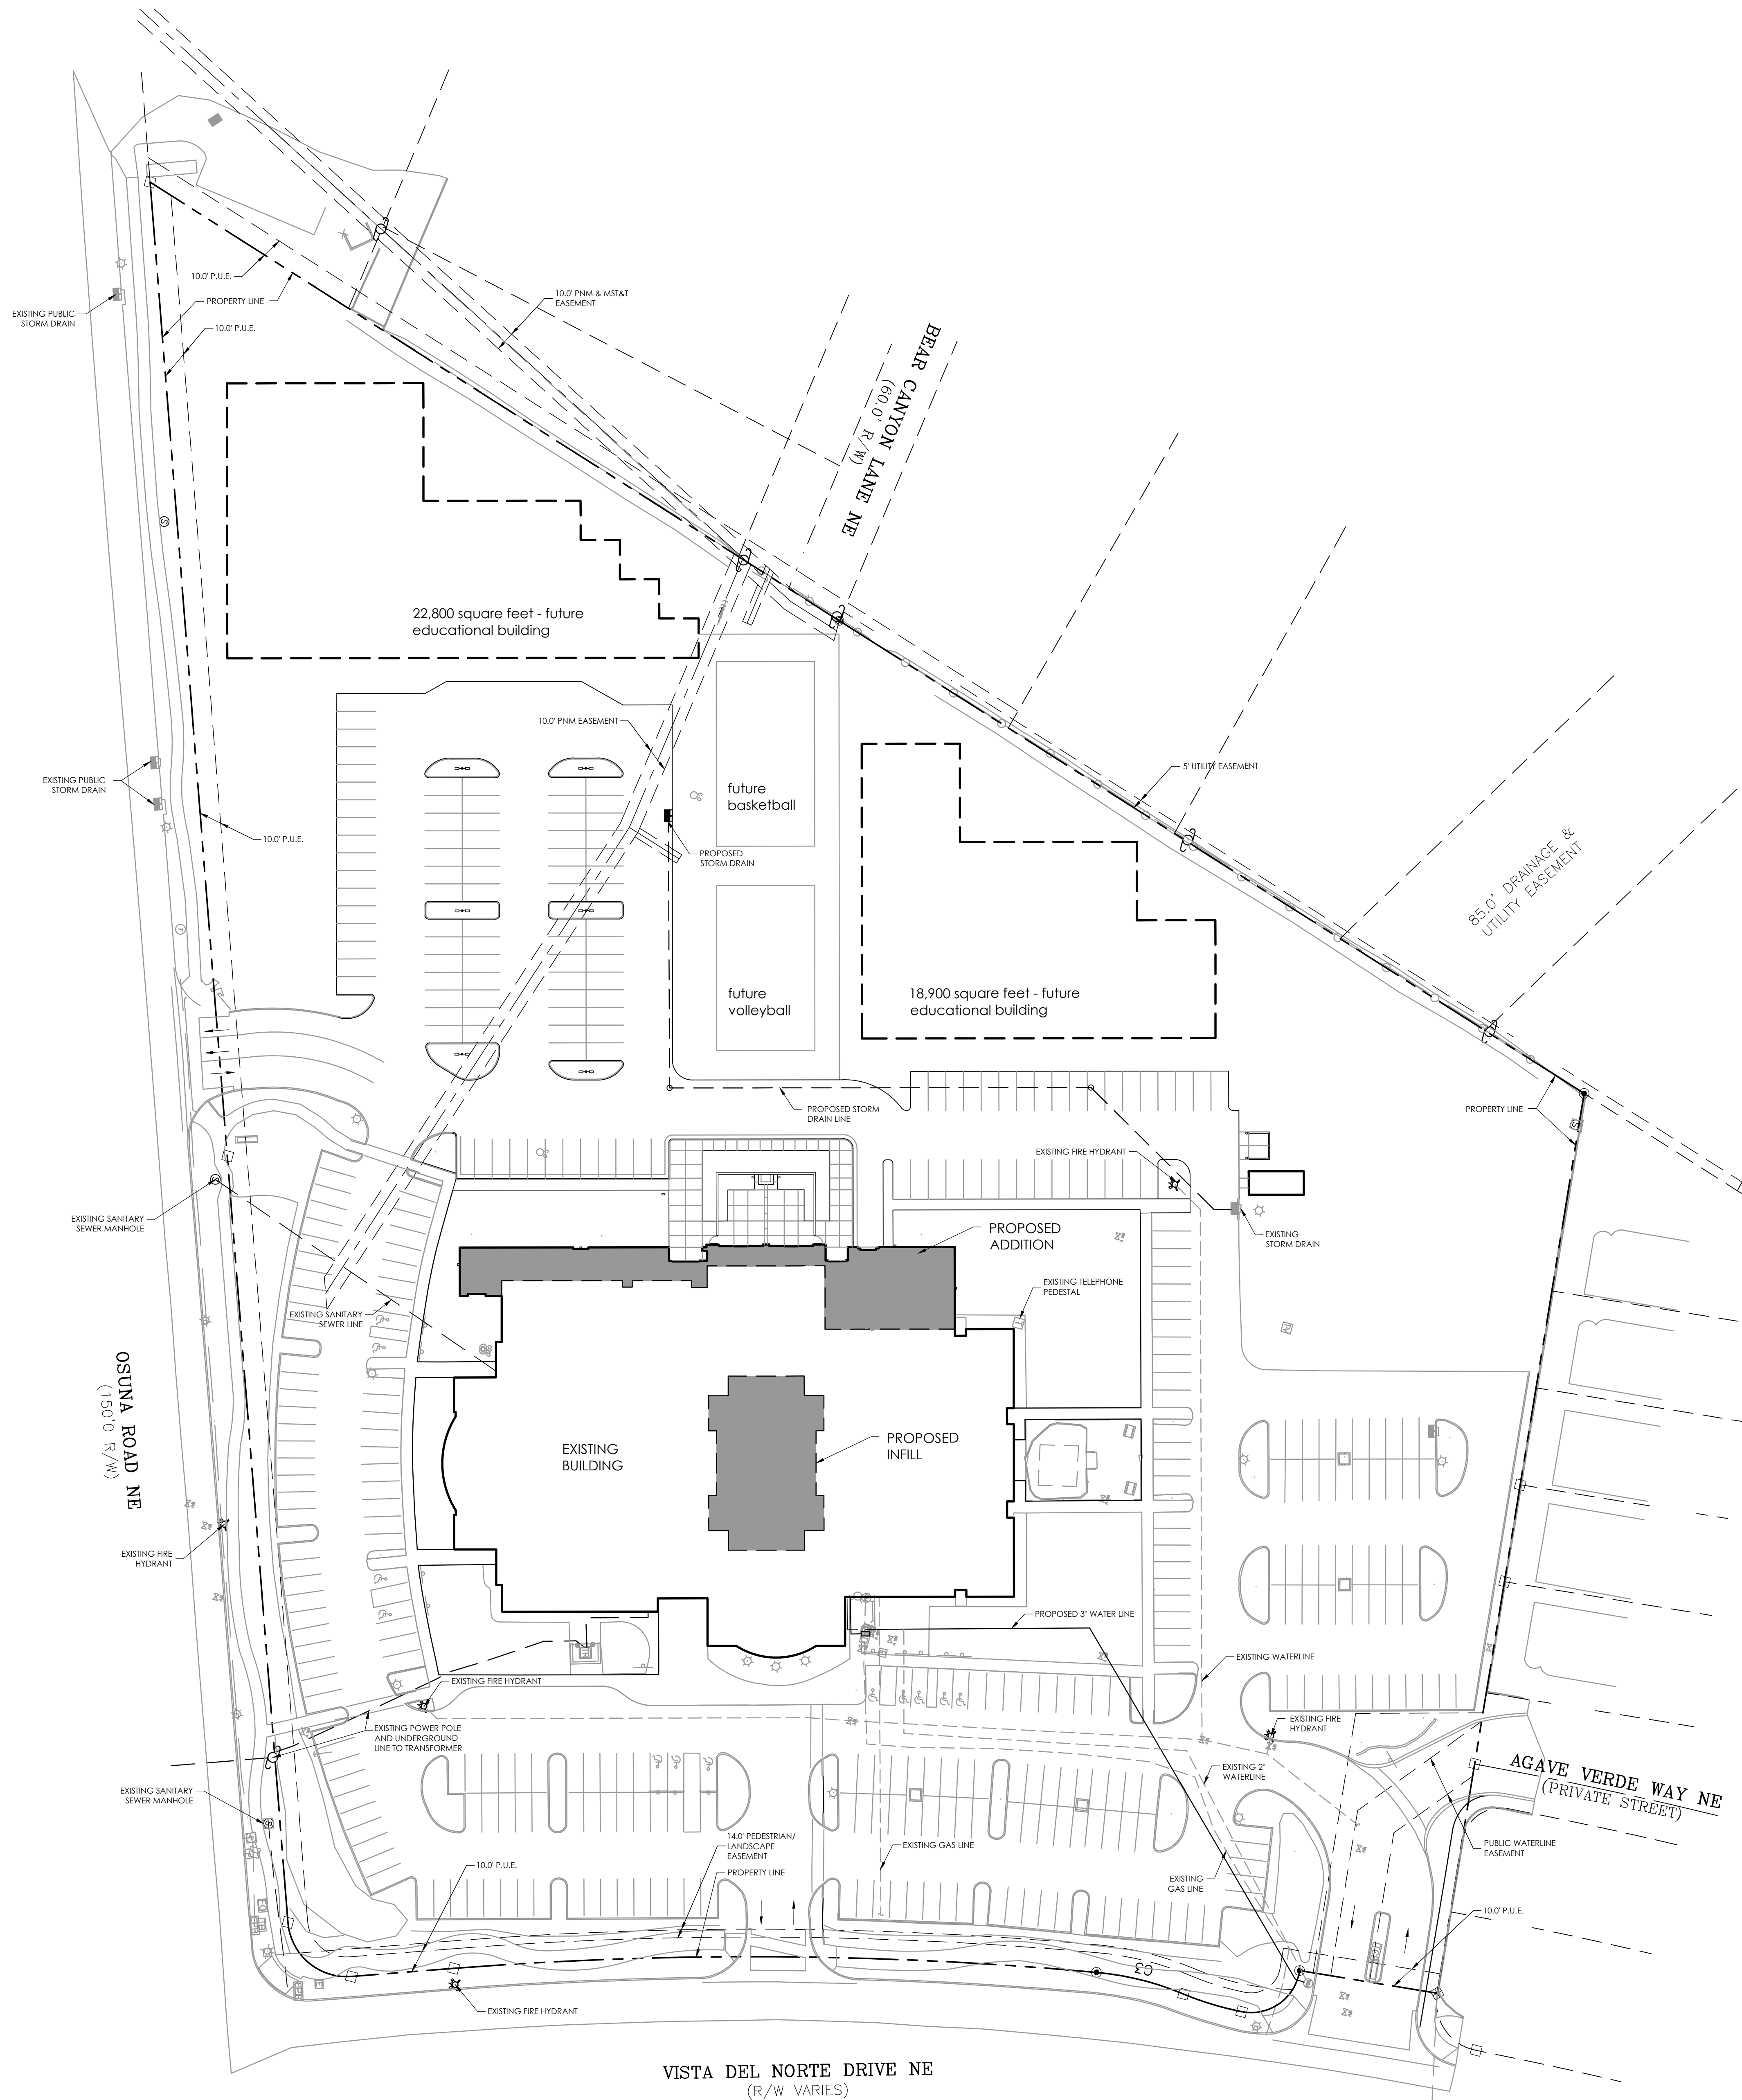 10.0' P.U.E.
PROPERTY LINE
10.0' P.U.E.
EXISTING PUBLIC
STORM DRAIN
10.0' PNM & MST&T
EASEMENT
BEAR CANYON LANE NE
(60.0' R/W)
22,800 square feet - future
educational building
10.0' PNM EASEMENT
EXISTING PUBLIC
STORM DRAIN
10.0' P.U.E.
future
basketball
PROPOSED
STORM DRAIN
5' UTILITY EASEMENT
85.0' DRAINAGE &
UTILITY EASEMENT
future
volleyball
18,900 square feet - future
educational building
PROPOSED STORM
DRAIN LINE
PROPERTY LINE
EXISTING FIRE HYDRANT
EXISTING SANITARY
SEWER MANHOLE
PROPOSED
ADDITION
EXISTING
STORM DRAIN
EXISTING TELEPHONE
PEDESTAL
EXISTING SANITARY
SEWER LINE
OSUNA ROAD NE
(150'0 R/W)
EXISTING
BUILDING
PROPOSED
INFILL
EXISTING FIRE
HYDRANT
PROPOSED 3" WATER LINE
EXISTING WATERLINE
EXISTING FIRE HYDRANT
EXISTING POWER POLE
AND UNDERGROUND
LINE TO TRANSFORMER
EXISTING FIRE
HYDRANT
EXISTING 2"
WATERLINE
AGAVE VERDE WAY NE
(PRIVATE STREET)
EXISTING SANITARY
SEWER MANHOLE
14.0' PEDESTRIAN/
LANDSCAPE
EASEMENT
PROPERTY LINE
10.0' P.U.E.
EXISTING GAS LINE
EXISTING
GAS LINE
PUBLIC WATERLINE
EASEMENT
10.0' P.U.E.
C3
EXISTING FIRE HYDRANT
VISTA DEL NORTE DRIVE NE
(R/W VARIES)